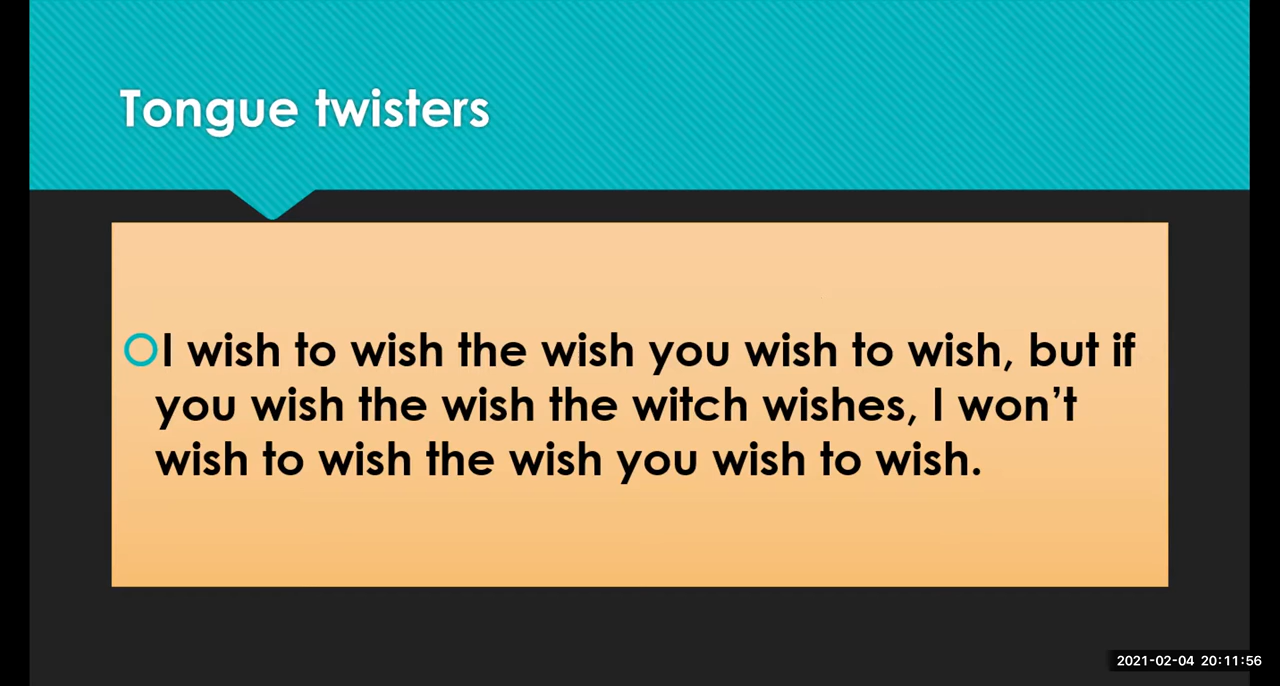 Tongue twisters
I wish to wish the wish you wish to wish, but if
you wish the wish the witch wishes, I won’t
wish to wish the wish you wish to wish.
2021-02-04 20:11:56